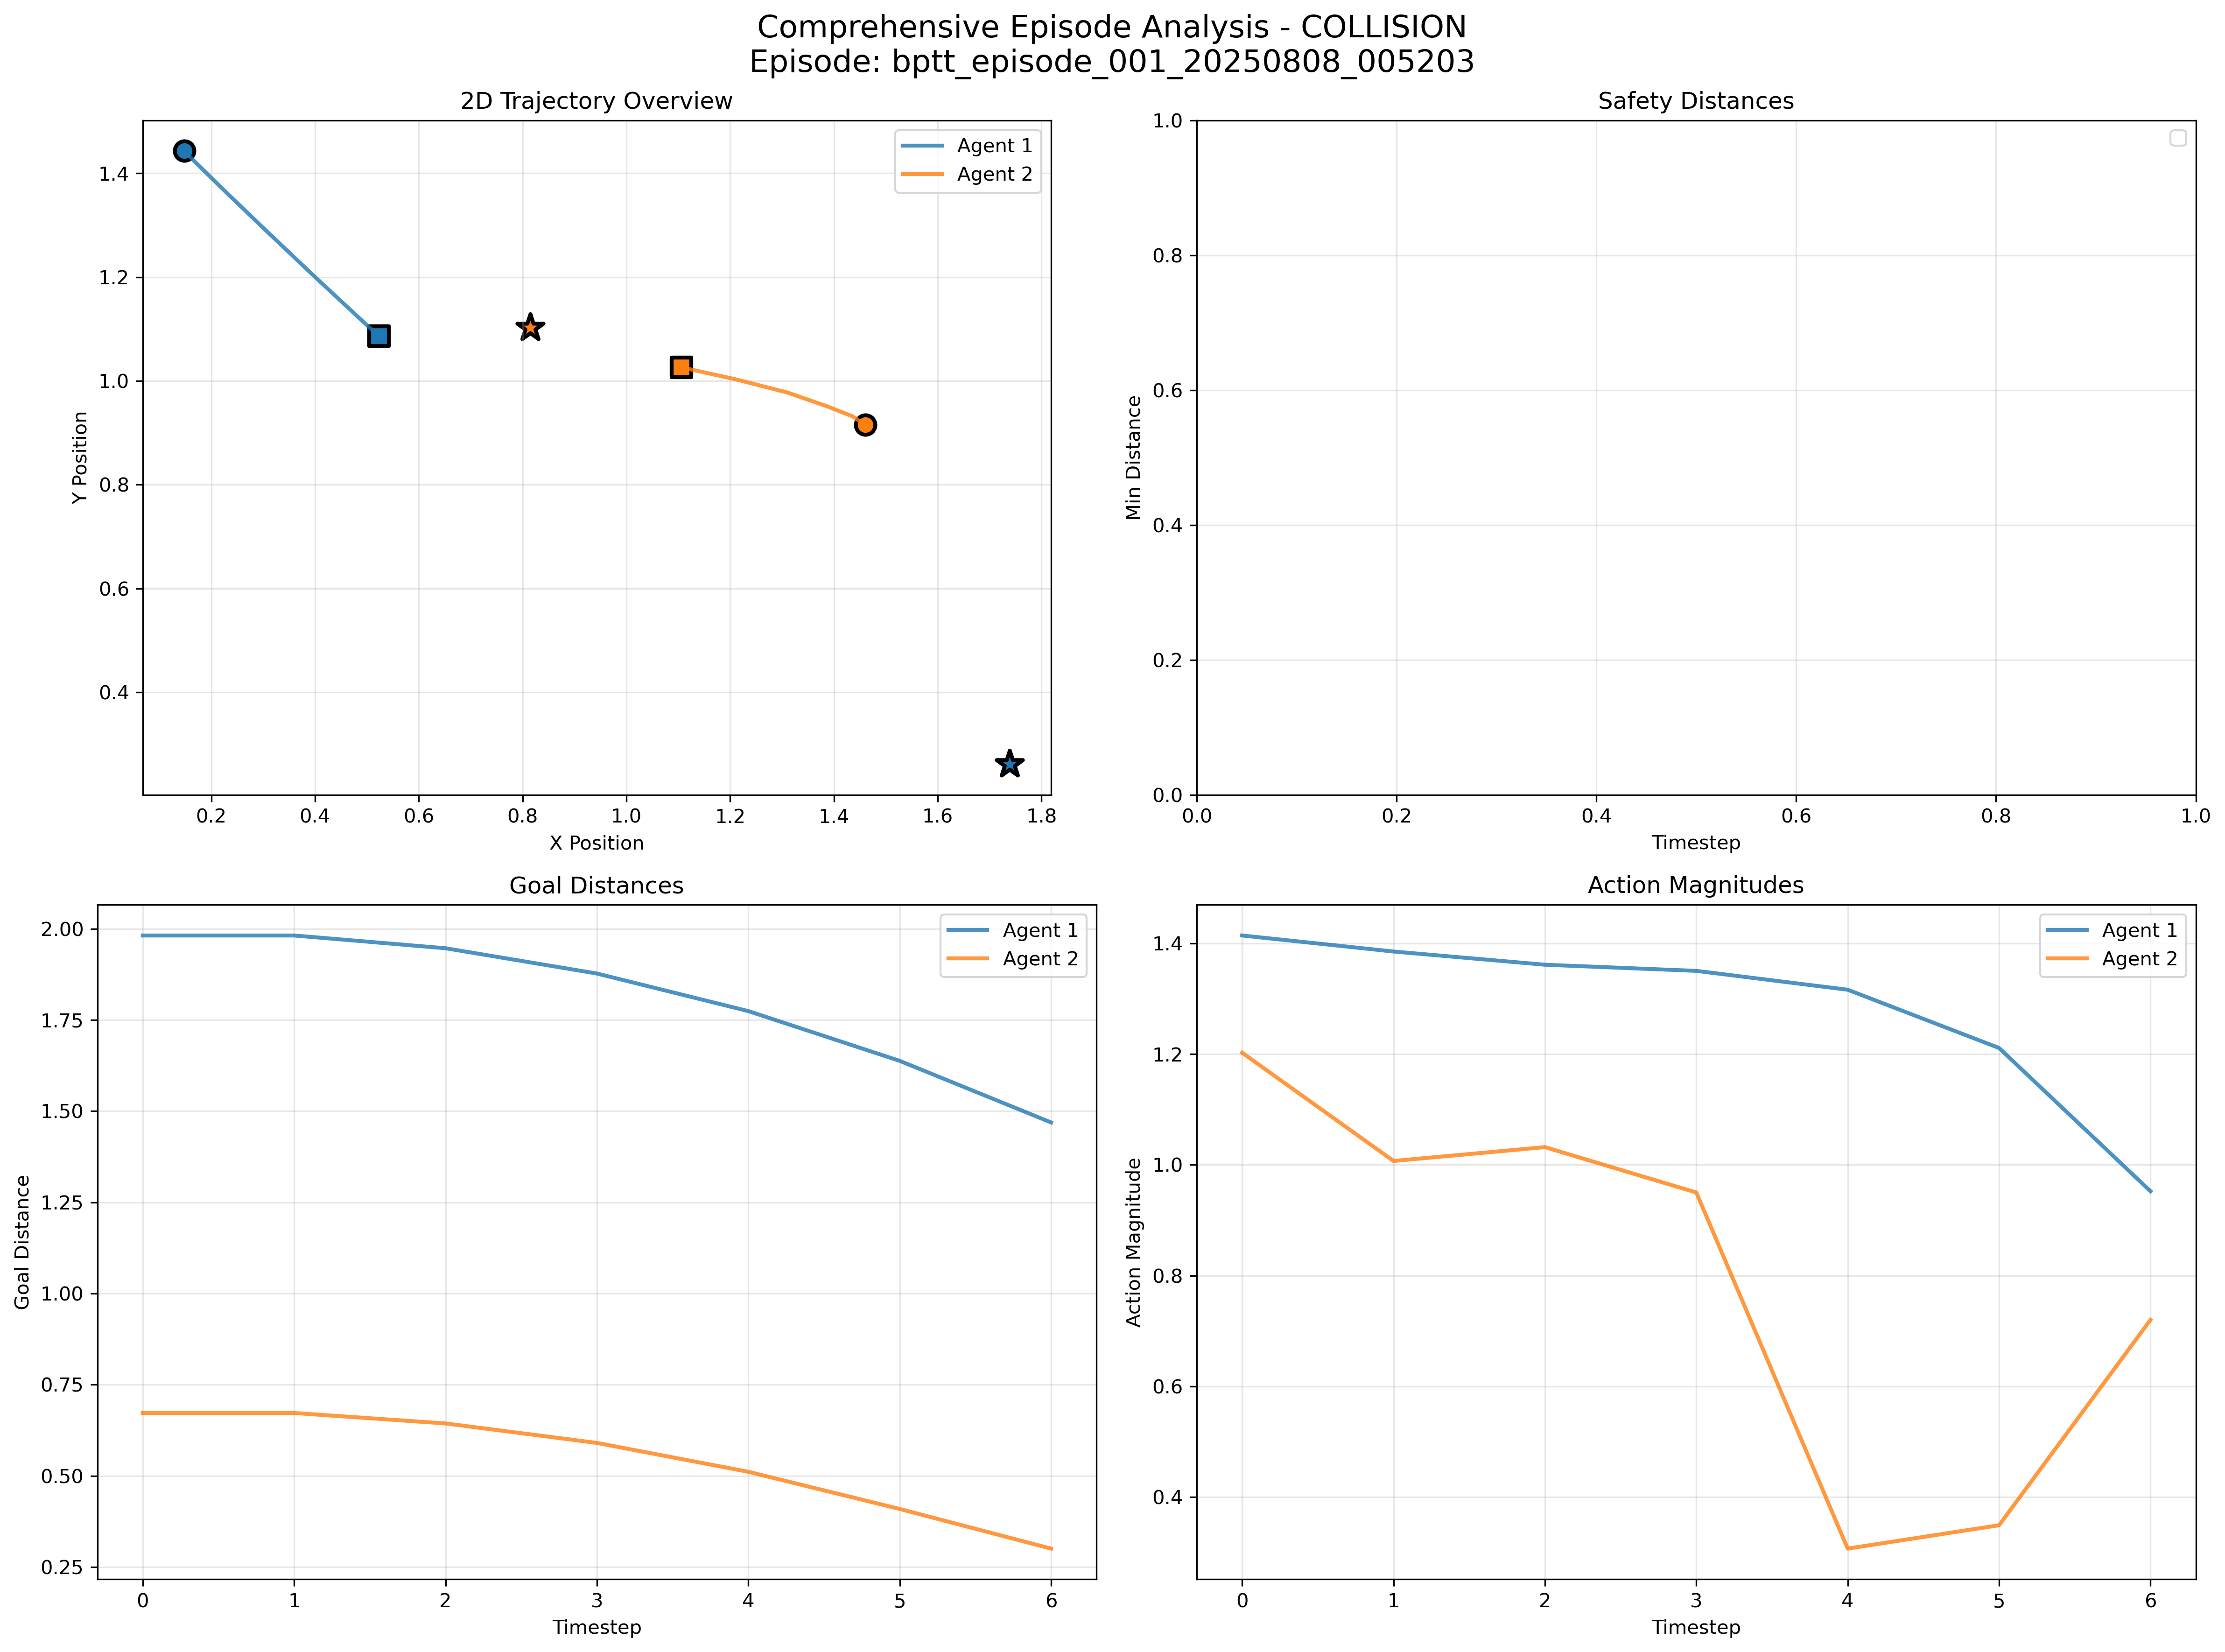 Comprehensive Episode Analysis - COLLISION
Episode: bptt_episode_001_20250808_005203
2D Trajectory Overview
Agent 1
Agent 2
1.4
1.2
1.0
0.8
0.6
0.4
Y Position
0.2
0.4
0.6
0.8
1.0
1.2
1.4
1.6
1.8
X Position
Safety Distances
1.0
0.8
0.6
0.4
0.2
0.0
Min Distance
0.0
0.2
0.4
0.6
0.8
1.0
Timestep
Goal Distances
Agent 1
Agent 2
2.00
1.75
1.50
1.25
1.00
0.75
0.50
0.25
Goal Distance
0
1
2
3
4
5
6
Timestep
Action Magnitudes
Agent 1
Agent 2
1.4
1.2
1.0
0.8
0.6
0.4
Action Magnitude
0
1
2
3
4
5
6
Timestep